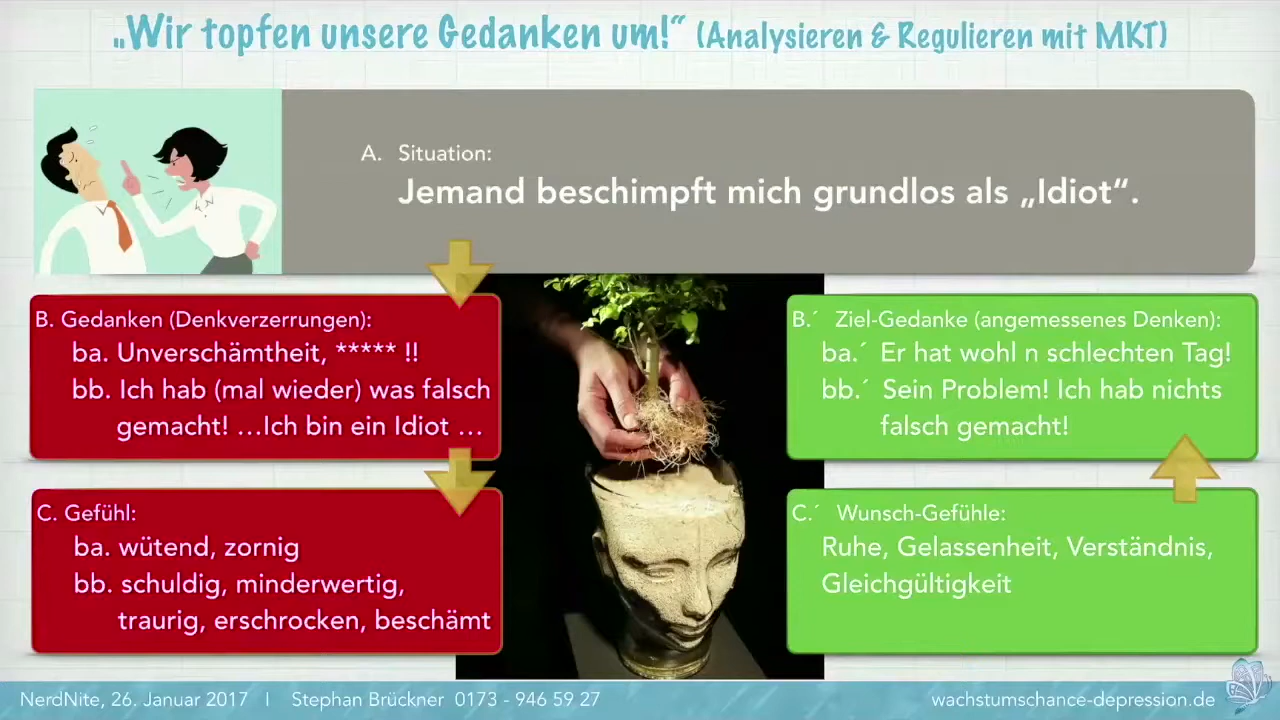 „Wir topfen unsere Gedanken um!“ (Analysieren & Regulieren mit MKT)
A. Situation:
Jemand beschimpft mich grundlos als „Idiot“.
B. Gedanken (Denkverzerrungen):
ba. Unverschämtheit, ***** !!
bb. Ich hab (mal wieder) was falsch
gemacht! …Ich bin ein Idiot …
C. Gefühl:
ba. wütend, zornig
bb. schuldig, minderwertig,
traurig, erschrocken, beschämt
B.´ Ziel-Gedanke (angemessenes Denken):
ba.´ Er hat wohl n schlechten Tag!
bb.´ Sein Problem! Ich hab nichts
falsch gemacht!
C.´ Wunsch-Gefühle:
Ruhe, Gelassenheit, Verständnis,
Gleichgültigkeit
NerdNite, 26. Januar 2017 | Stephan Brückner 0173 - 946 59 27
wachstumschance-depression.de